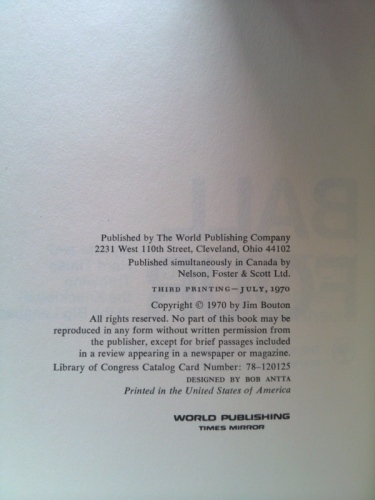 Published by The World Publishing Company
2231 West 110th Street, Cleveland, Ohio 44102
Published simultaneously in Canada by
Nelson, Foster & Scott Ltd.
THIRD PRINTING—JULY, 1970
Copyright © 1970 by Jim Bouton
All rights reserved. No part of this book may be
reproduced in any form without written permission from
the publisher, except for brief passages included
in a review appearing in a newspaper or magazine.
Library of Congress Catalog Card Number: 78-120125
DESIGNED BY BOB ANTTA
Printed in the United States of America
WORLD PUBLISHING
TIMES MIRROR